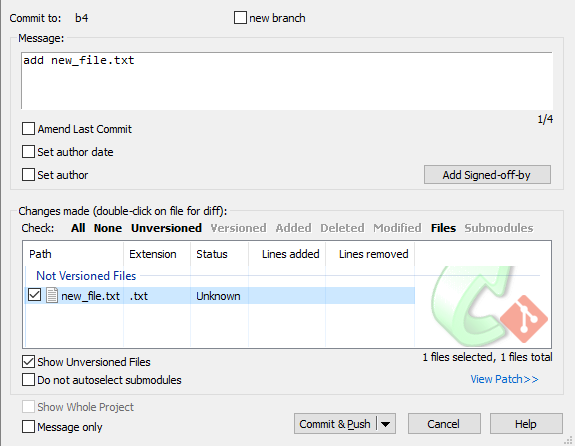 Commit to: b4 new branch
Message:
add new_file.txt
1/4
Amend Last Commit
Set author date
Set author Add Signed-off-by
Changes made (double-click on file for diff):
Check: All None Unversioned Versioned Added Deleted Modified Files Submodules
Path Extension Status Lines added Lines removed
Not Versioned Files
new_file.txt .txt Unknown
1 files selected, 1 files total
Show Unversioned Files
Do not autoselect submodules View Patch>>
Show Whole Project
Message only Commit & Push Cancel Help